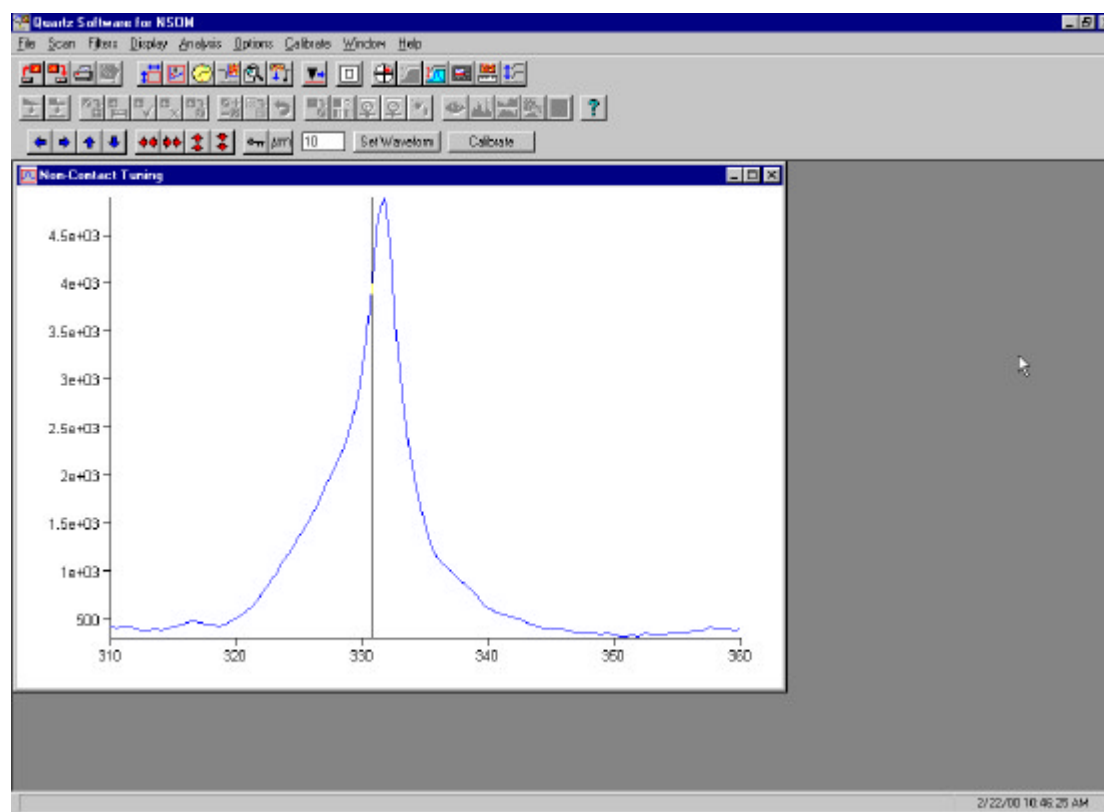 Quartz Software for NSOM
File Scan Filters Display Analysis Options Calibrate Window Help
?
μm 10 Set Waveform Calibrate
Non-Contact Tuning
4.5e+03
4e+03
3.5e+03
3e+03
2.5e+03
2e+03
1.5e+03
1e+03
500
310 320 330 340 350 360
2/22/00 10:46:25 AM